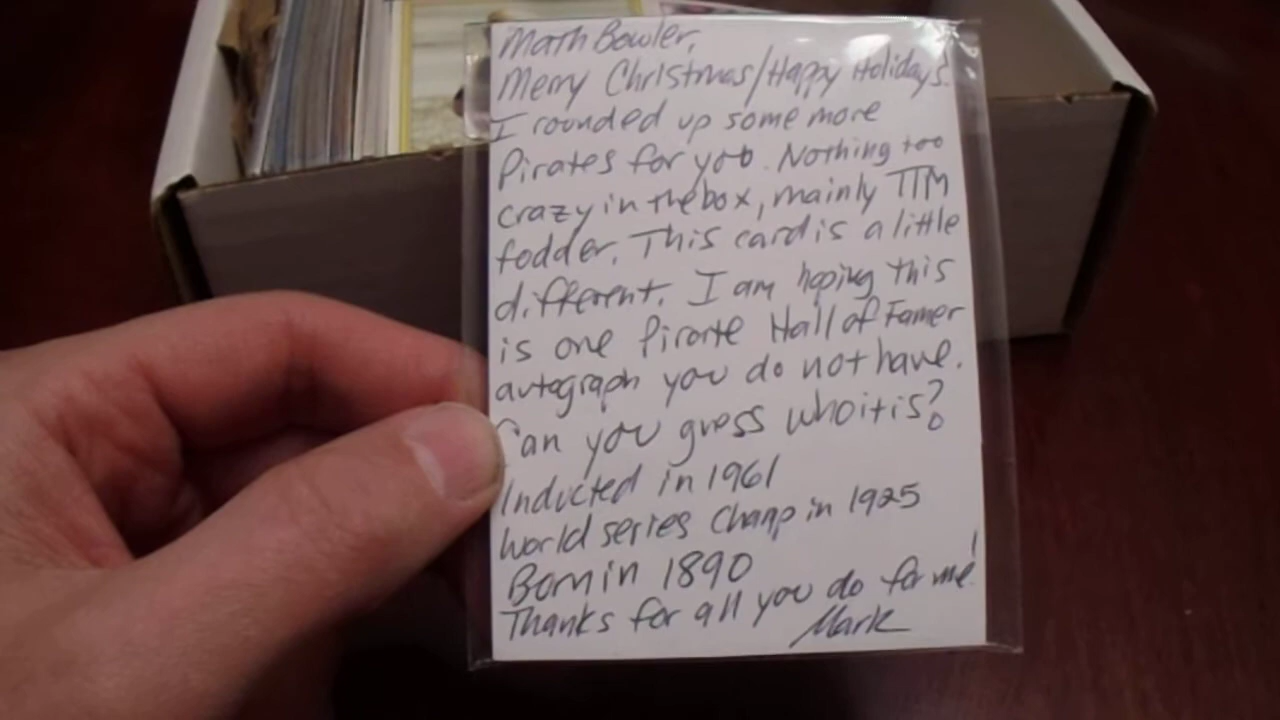 Math Bowler,
Merry Christmas/Happy Holidays!
I rounded up some more
Pirates for you. Nothing too
crazy in the box, mainly TTM
fodder. This card is a little
different. I am hoping this
is one Pirate Hall of Famer
autograph you do not have.
Can you guess who it is?
Inducted in 1961
World series Champ in 1925
Born in 1890
Thanks for all you do for me!
Mark